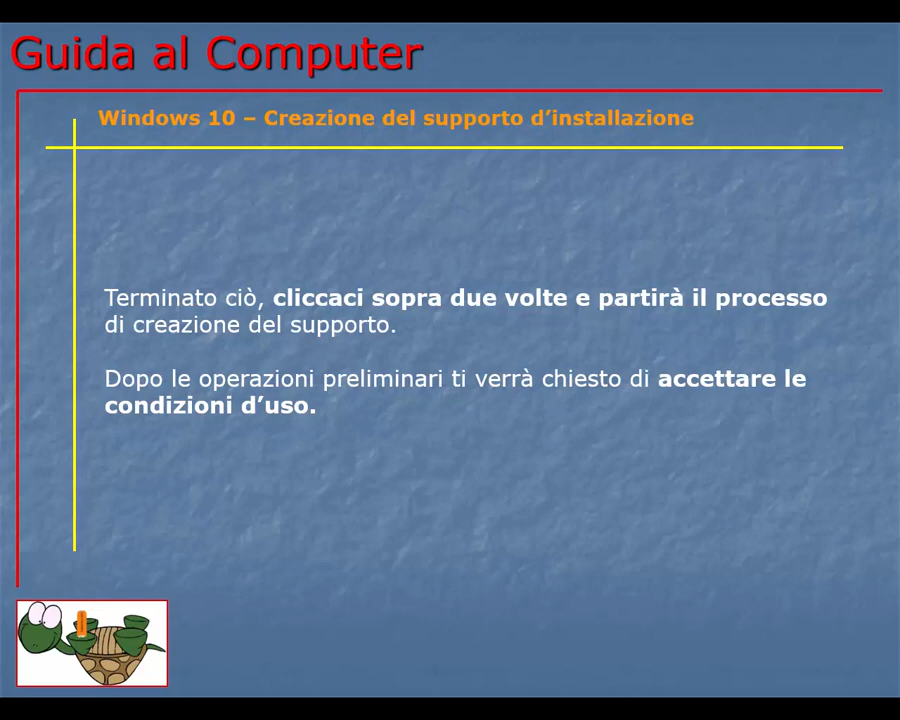 Guida al Computer
Windows 10 – Creazione del supporto d’installazione
Terminato ciò, cliccaci sopra due volte e partirà il processo
di creazione del supporto.
Dopo le operazioni preliminari ti verrà chiesto di accettare le
condizioni d’uso.